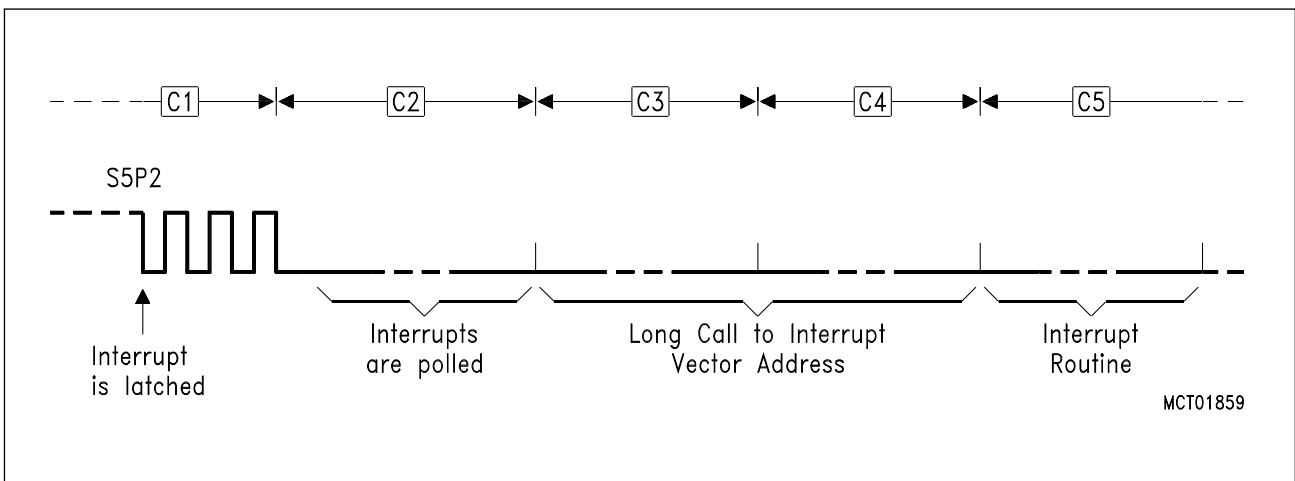 C1
C2
C3
C4
C5
S5P2
Interrupt
is latched
Interrupts
are polled
Long Call to Interrupt
Vector Address
Interrupt
Routine
MCT01859